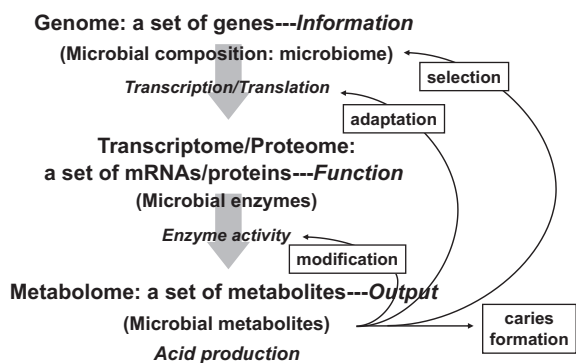 Genome: a set of genes---Information
(Microbial composition: microbiome)
selection
Transcription/Translation
adaptation
Transcriptome/Proteome:
a set of mRNAs/proteins---Function
(Microbial enzymes)
Enzyme activity
modification
Metabolome: a set of metabolites---Output
(Microbial metabolites)
caries
formation
Acid production